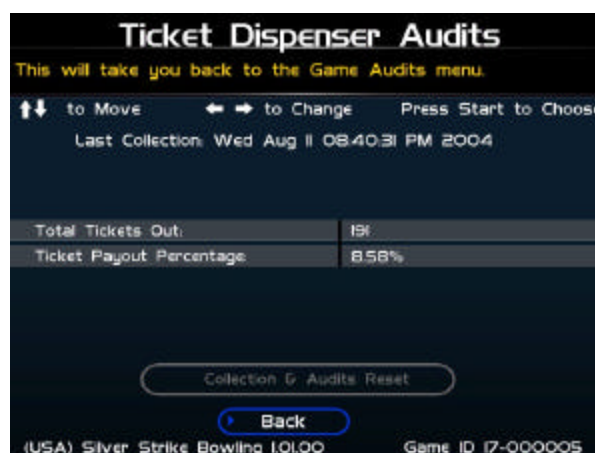 Ticket Dispenser Audits
This will take you back to the Game Audits menu.
to Move to Change Press Start to Choose
Last Collection: Wed Aug 11 08:40:31 PM 2004
Total Tickets Out: 191
Ticket Payout Percentage: 8.58%
Collection & Audits Reset
Back
(USA) Silver Strike Bowling 1.01.00 Game ID 17-000005